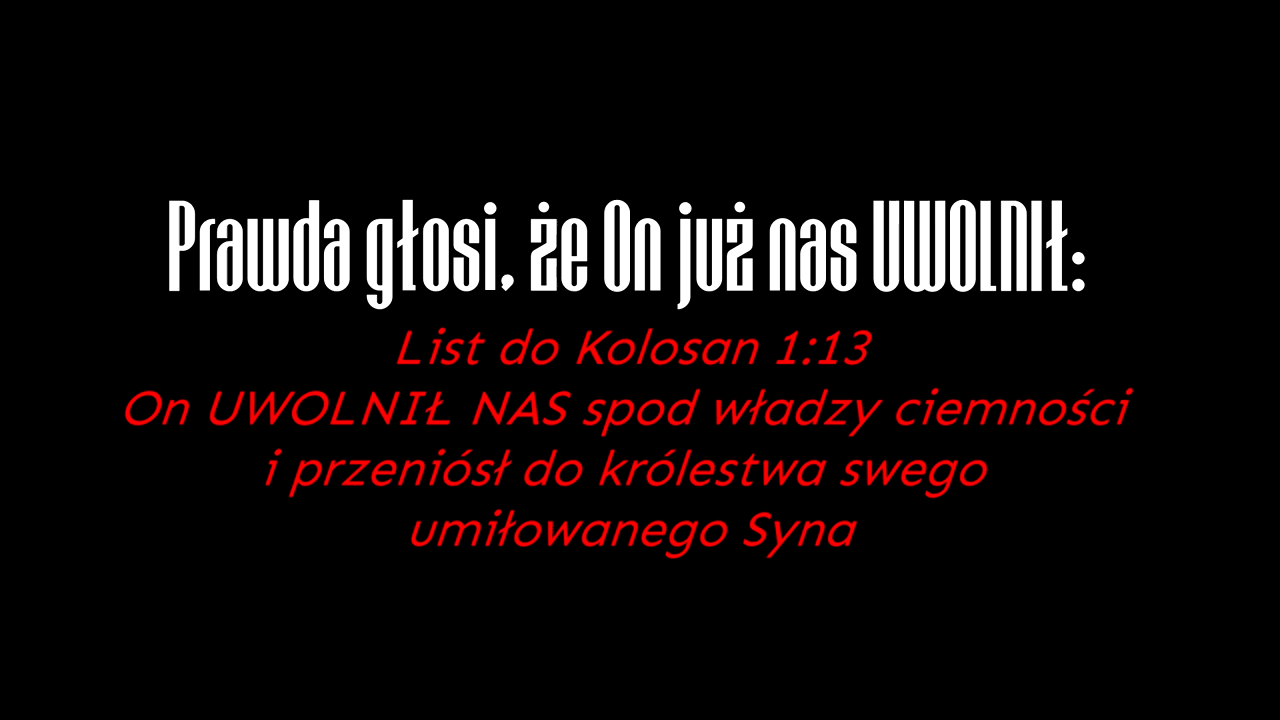 Prawda głosi, że On już nas UWOLNIŁ:
List do Kolosan 1:13
On UWOLNIŁ NAS spod władzy ciemności
i przeniósł do królestwa swego
umiłowanego Syna